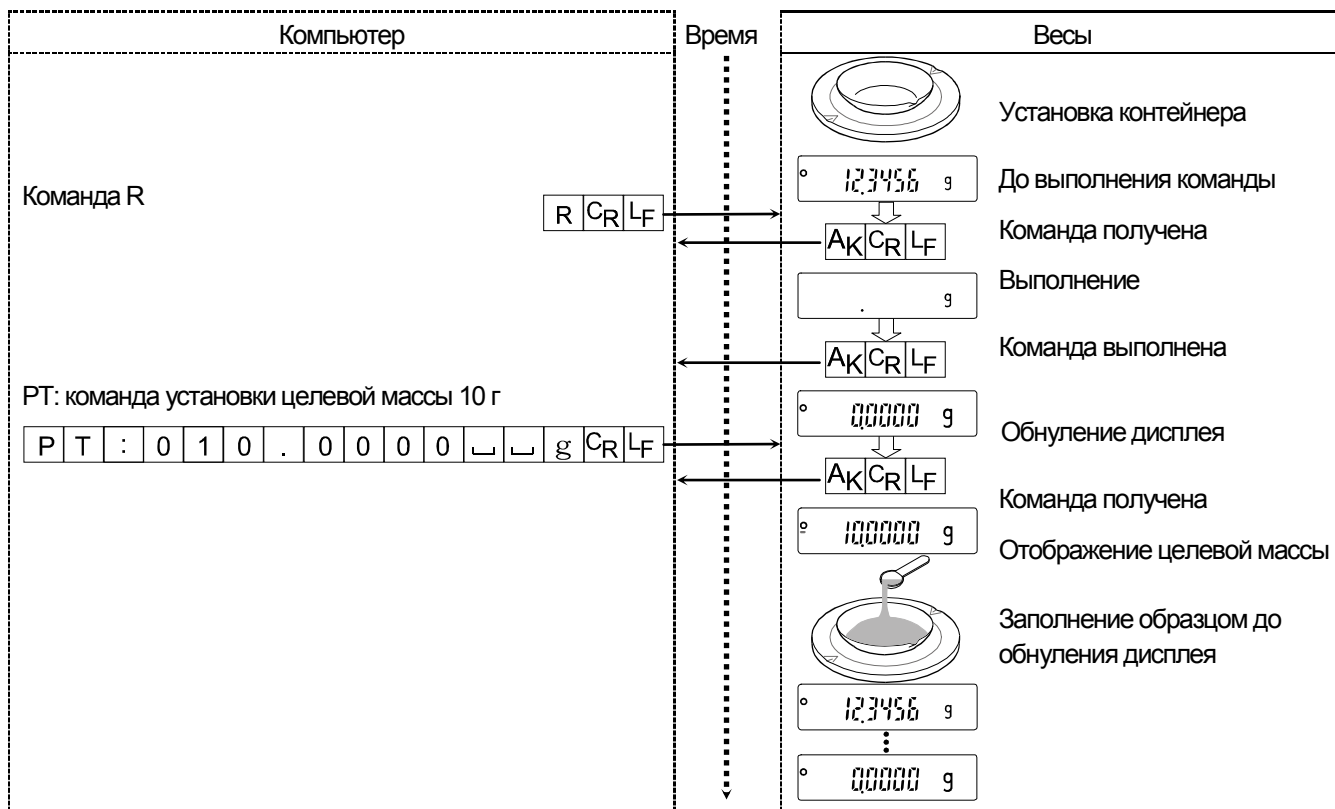 Компьютер
Время
Весы
Установка контейнера
12.3456 g
До выполнения команды
Команда R
R CR LF
AK CR LF
Команда получена
. g
Выполнение
AK CR LF
Команда выполнена
PT: команда установки целевой массы 10 г
0.0000 g
P T : 0 1 0 . 0 0 0 0 ␣ ␣ g CR LF
Обнуление дисплея
AK CR LF
Команда получена
10.0000 g
Отображение целевой массы
Заполнение образцом до
обнуления дисплея
12.3456 g
0.0000 g